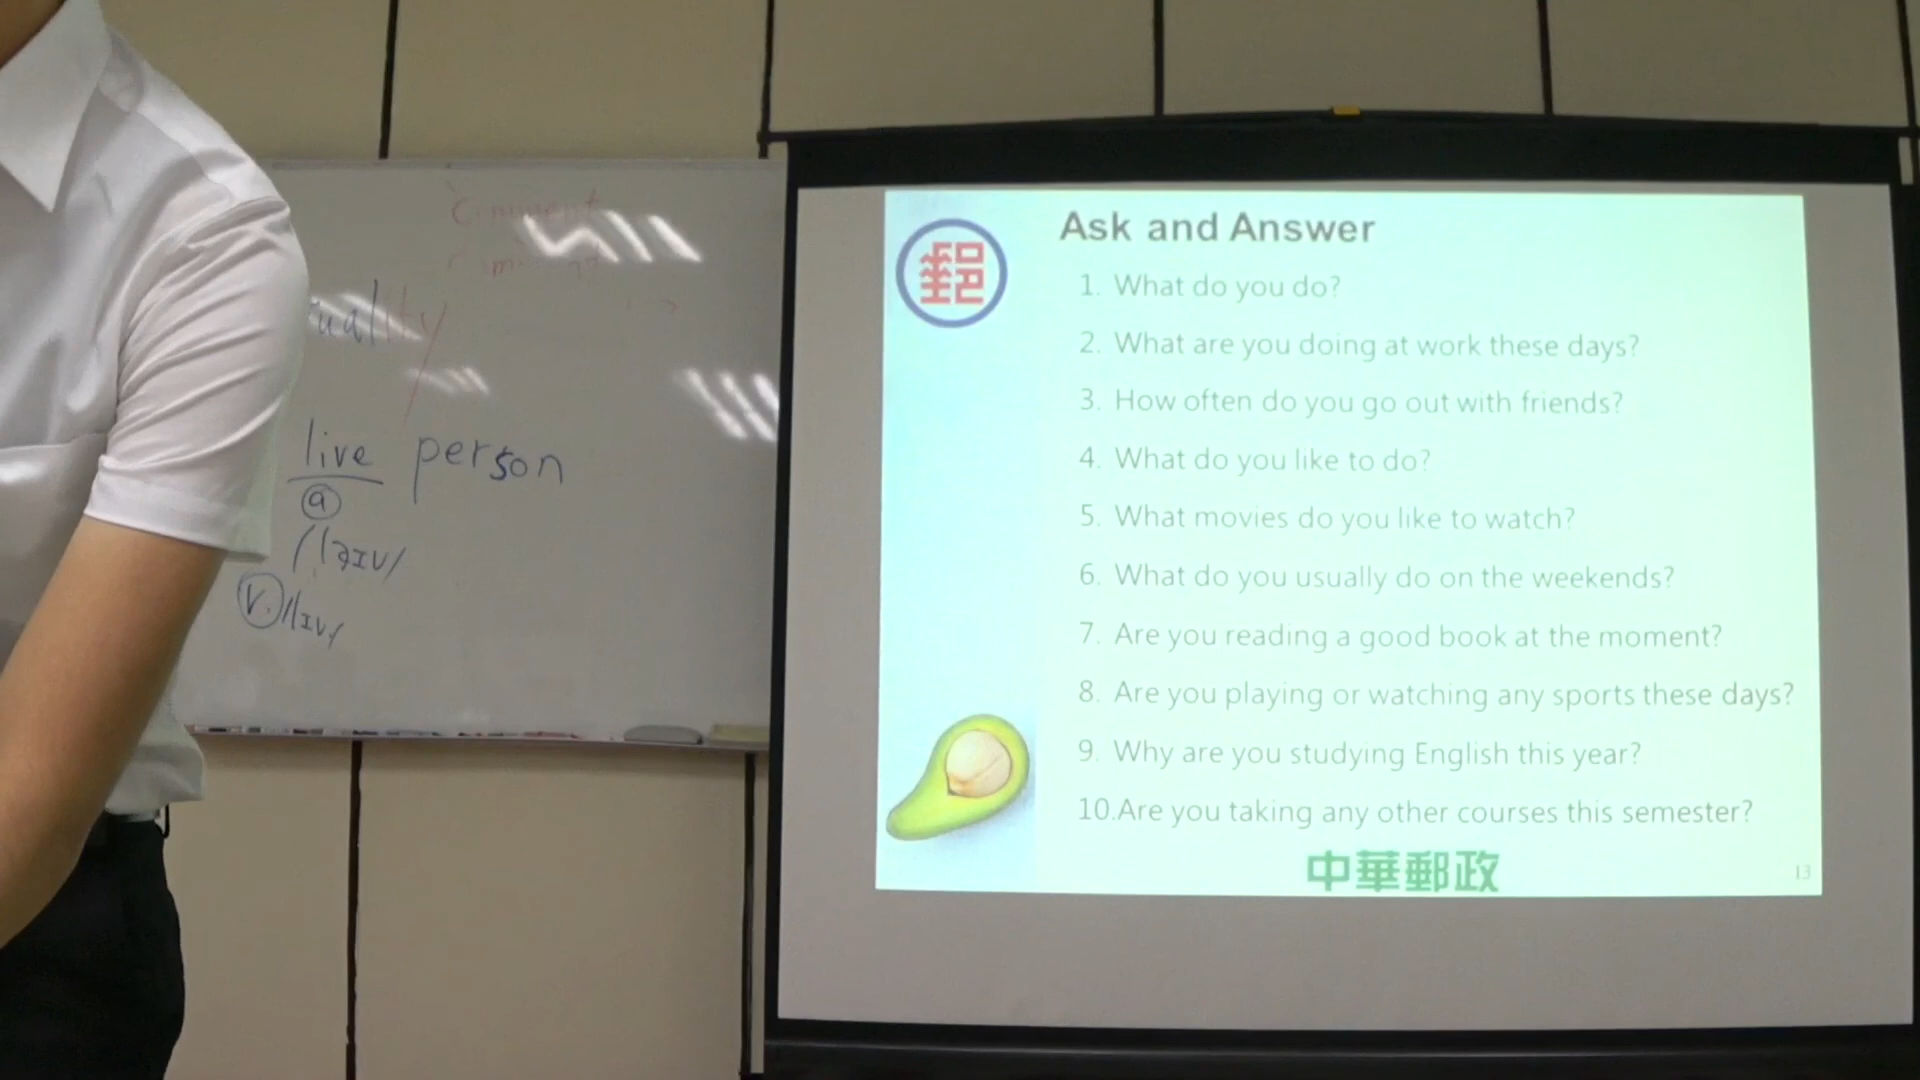 live person
a
/laɪv/
V. /lɪv/
郵
Ask and Answer
1. What do you do?
2. What are you doing at work these days?
3. How often do you go out with friends?
4. What do you like to do?
5. What movies do you like to watch?
6. What do you usually do on the weekends?
7. Are you reading a good book at the moment?
8. Are you playing or watching any sports these days?
9. Why are you studying English this year?
10.Are you taking any other courses this semester?
中華郵政
13